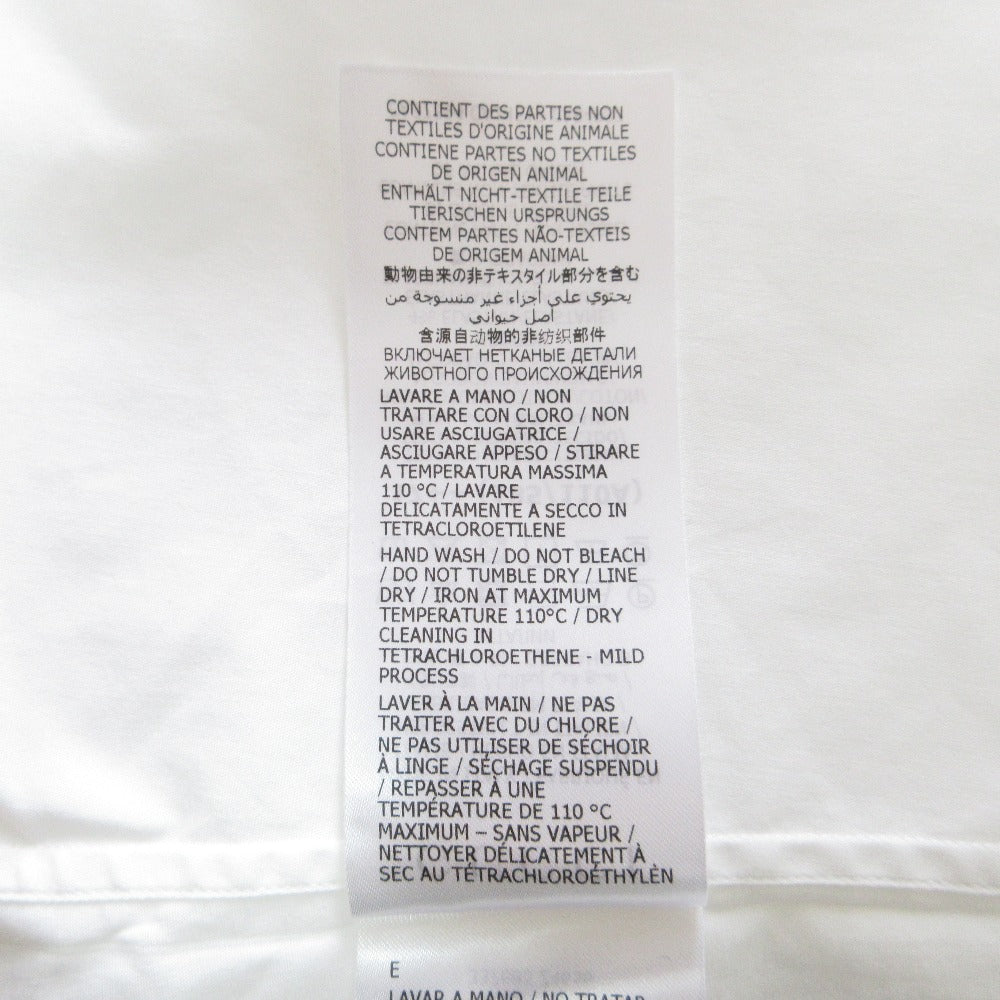 CONTIENT DES PARTIES NON
TEXTILES D'ORIGINE ANIMALE
CONTIENE PARTES NO TEXTILES
DE ORIGEN ANIMAL
ENTHÄLT NICHT-TEXTILE TEILE
TIERISCHEN URSPRUNGS
CONTEM PARTES NÃO-TEXTEIS
DE ORIGEM ANIMAL
動物由来の非テキスタイル部分を含む
يحتوي على أجزاء غير منسوجة من
أصل حيواني
含源自动物的非纺织部件
ВКЛЮЧАЕТ НЕТКАНЫЕ ДЕТАЛИ
ЖИВОТНОГО ПРОИСХОЖДЕНИЯ
LAVARE A MANO / NON
TRATTARE CON CLORO / NON
USARE ASCIUGATRICE /
ASCIUGARE APPESO / STIRARE
A TEMPERATURA MASSIMA
110 °C / LAVARE
DELICATAMENTE A SECCO IN
TETRACLOROETILENE
HAND WASH / DO NOT BLEACH
/ DO NOT TUMBLE DRY / LINE
DRY / IRON AT MAXIMUM
TEMPERATURE 110°C / DRY
CLEANING IN
TETRACHLOROETHENE - MILD
PROCESS
LAVER À LA MAIN / NE PAS
TRAITER AVEC DU CHLORE /
NE PAS UTILISER DE SÉCHOIR
À LINGE / SÉCHAGE SUSPENDU
/ REPASSER À UNE
TEMPÉRATURE DE 110 °C
MAXIMUM – SANS VAPEUR /
NETTOYER DÉLICATEMENT À
SEC AU TÉTRACHLOROÉTHYLÈN
E
LAVAR A MANO / NO TRATAR